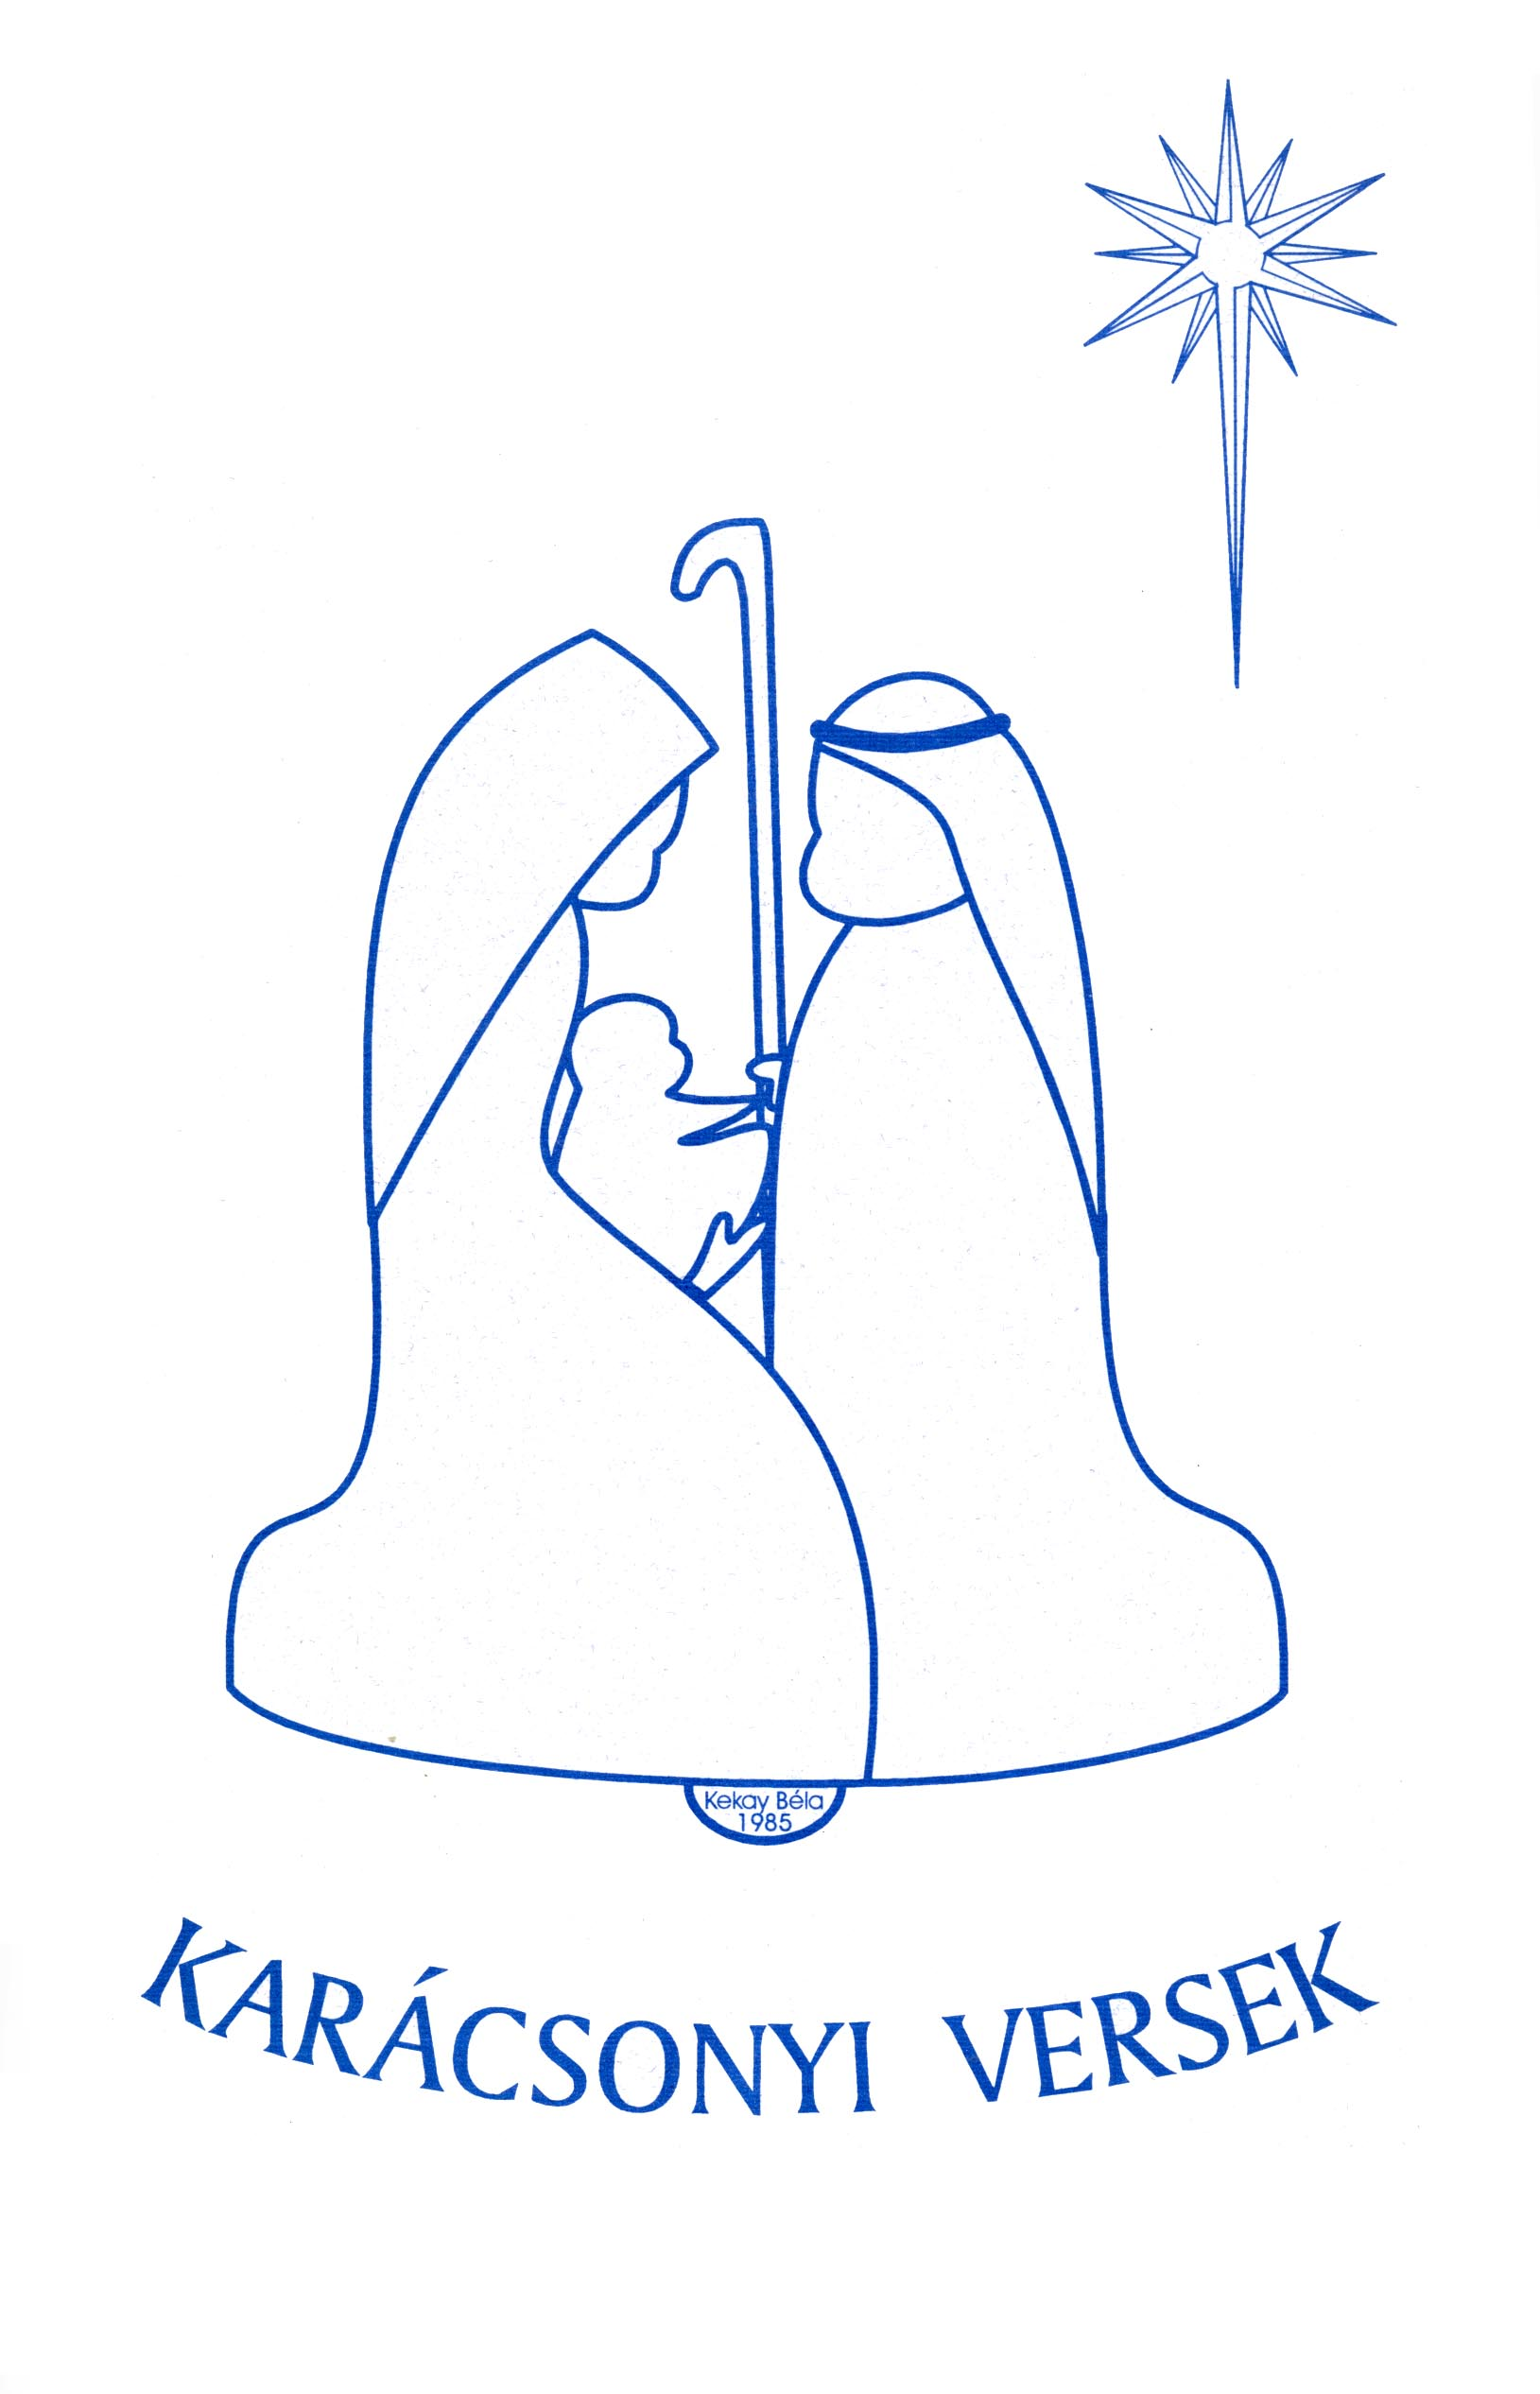 Kekay Béla
1985
KARÁCSONYI VERSEK